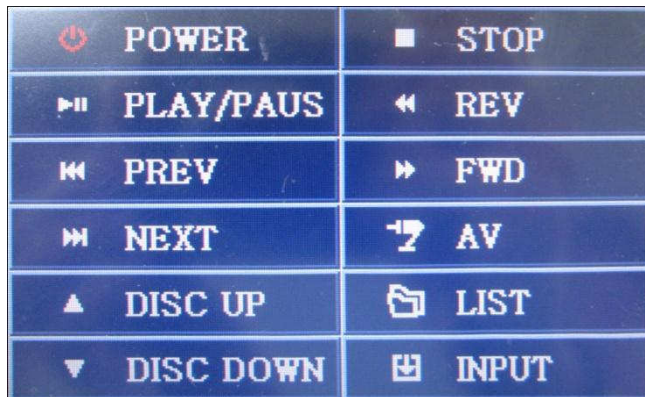 POWER
STOP
PLAY/PAUS
REV
PREV
FWD
NEXT
AV
DISC UP
LIST
DISC DOWN
INPUT